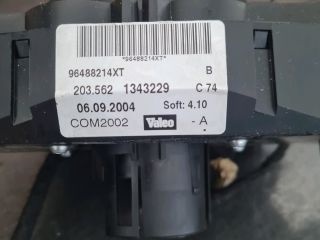 *96488214XT*
96488214XT B
203.562 1343229 C 74
06.09.2004 Soft: 4.10
COM2002 Valeo - A